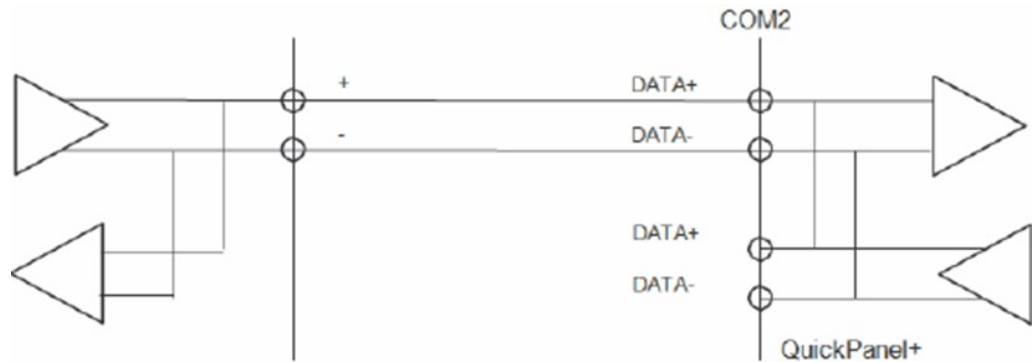 COM2
+ DATA+
- DATA-
DATA+
DATA-
QuickPanel+